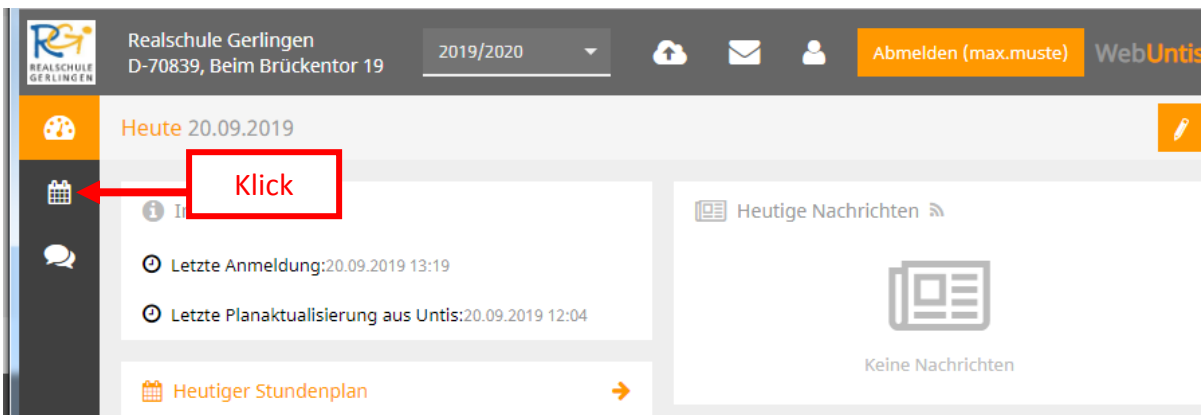 RGi
REALSCHULE
GERLINGEN
Realschule Gerlingen
D-70839, Beim Brückentor 19
2019/2020
Abmelden (max.muste)
WebUntis
Heute 20.09.2019
Klick
Heutige Nachrichten
Letzte Anmeldung:20.09.2019 13:19
Letzte Planaktualisierung aus Untis:20.09.2019 12:04
Keine Nachrichten
Heutiger Stundenplan